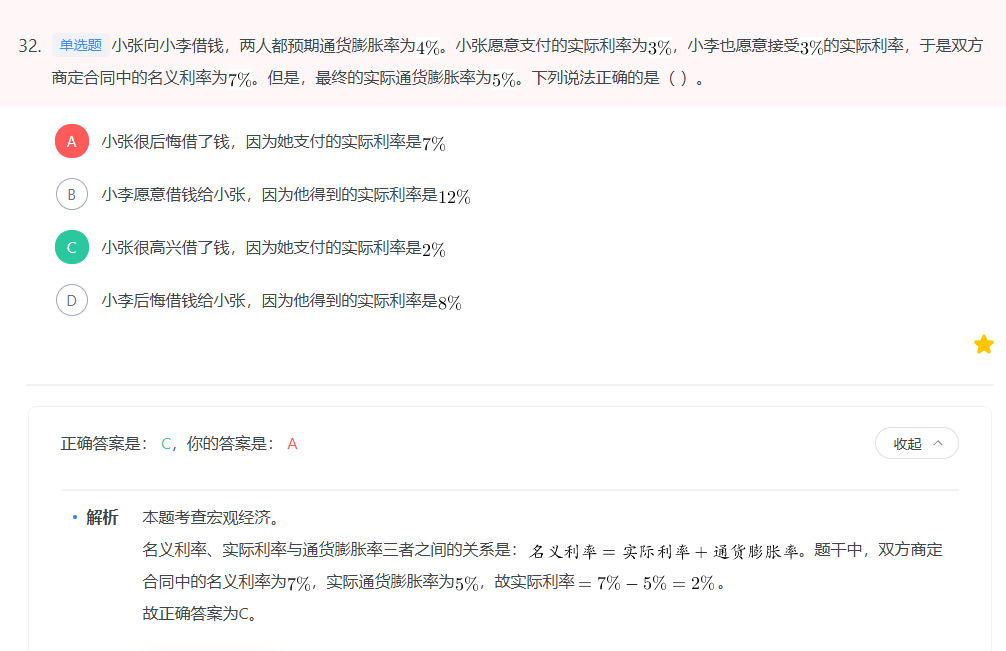 32. 单选题 小张向小李借钱，两人都预期通货膨胀率为4%。小张愿意支付的实际利率为3%，小李也愿意接受3%的实际利率，于是双方
商定合同中的名义利率为7%。但是，最终的实际通货膨胀率为5%。下列说法正确的是（ ）。
A 小张很后悔借了钱，因为她支付的实际利率是7%
B 小李愿意借钱给小张，因为他得到的实际利率是12%
C 小张很高兴借了钱，因为她支付的实际利率是2%
D 小李后悔借钱给小张，因为他得到的实际利率是8%
正确答案是： C，你的答案是： A
收起
• 解析 本题考查宏观经济。
名义利率、实际利率与通货膨胀率三者之间的关系是：名义利率 = 实际利率 + 通货膨胀率。题干中，双方商定
合同中的名义利率为7%，实际通货膨胀率为5%，故实际利率 = 7% − 5% = 2%。
故正确答案为C。